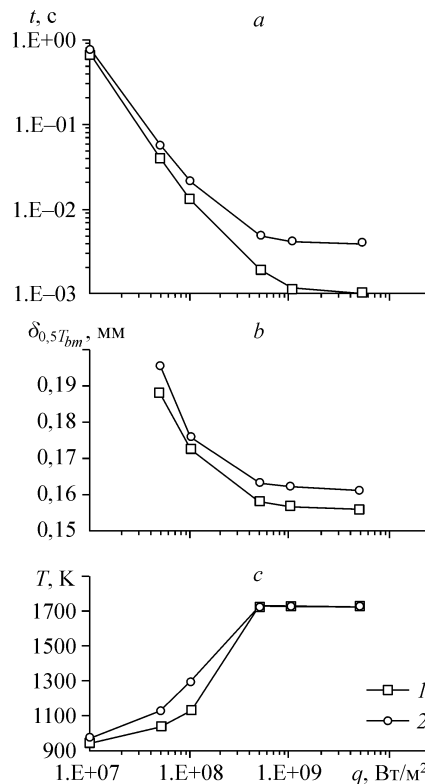 t, с
a
1.E+00
1.E–01
1.E–02
1.E–03
δ0,5Tbm, мм
b
0,19
0,18
0,17
0,16
0,15
T, K
c
1700
1500
1300
1100
900
1
2
1.E+07
1.E+08
1.E+09
q, Вт/м²